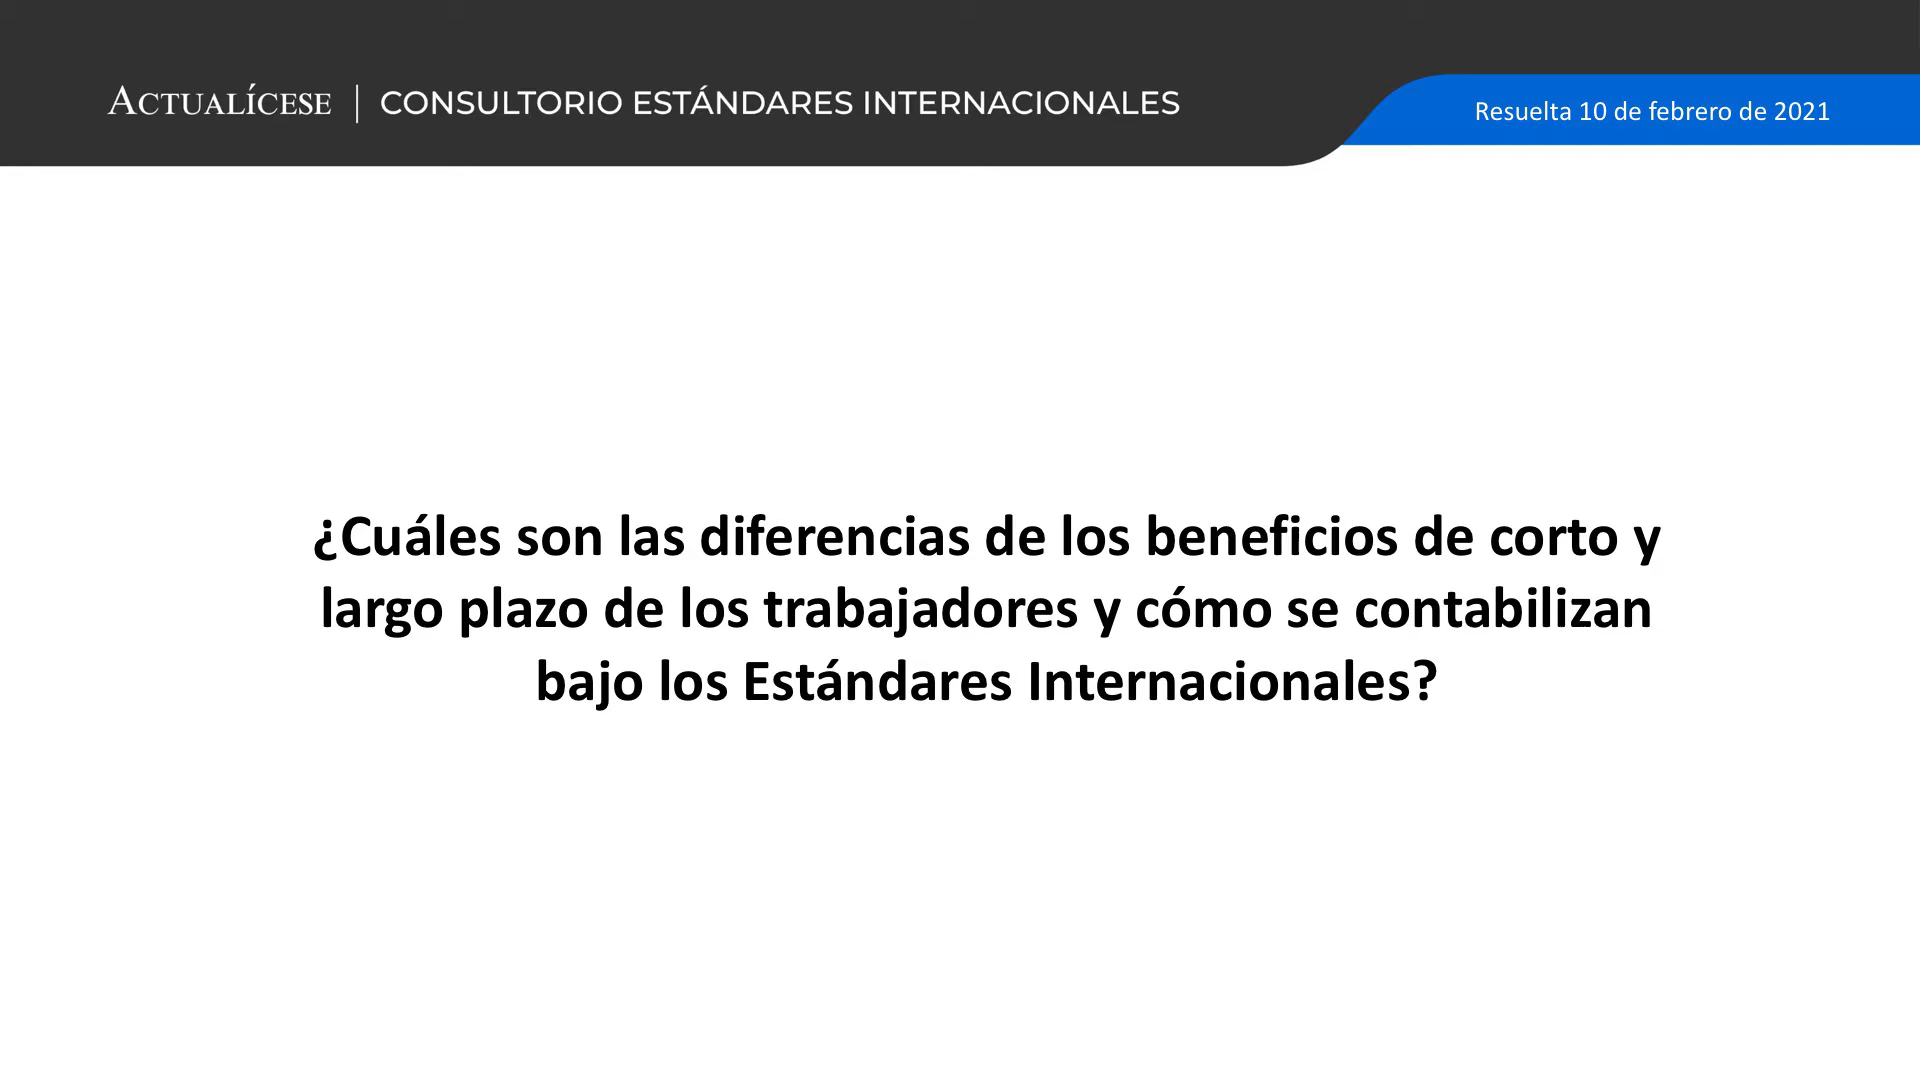 ACTUALÍCESE | CONSULTORIO ESTÁNDARES INTERNACIONALES
Resuelta 10 de febrero de 2021
¿Cuáles son las diferencias de los beneficios de corto y
largo plazo de los trabajadores y cómo se contabilizan
bajo los Estándares Internacionales?